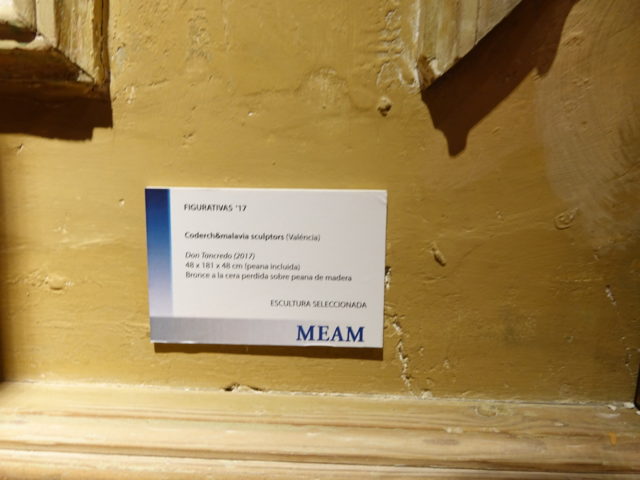 FIGURATIVAS '17
Coderch&malavia sculptors (Valéncia)
Don Tancredo (2017)
48 x 181 x 48 cm (peana incluida)
Bronce a la cera perdida sobre peana de madera
ESCULTURA SELECCIONADA
MEAM